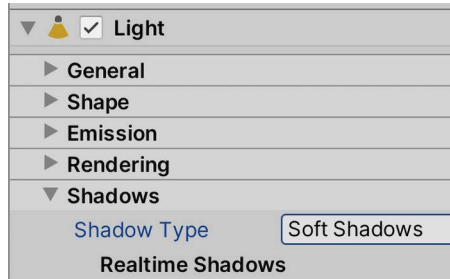 Light
General
Shape
Emission
Rendering
Shadows
Shadow Type Soft Shadows
Realtime Shadows